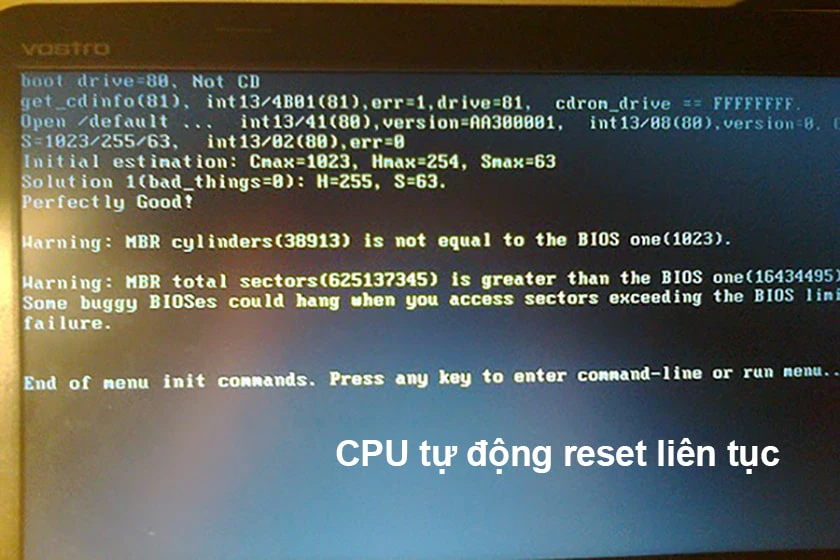 vostro
boot drive=80, Not CD
get_cdinfo(81), int13/4B01(81),err=1,drive=81, cdrom_drive == FFFFFFFF.
Open /default ... int13/41(80),version=AA300001, int13/08(80),version=0,
S=1023/255/63, int13/02(80),err=0
Initial estimation: Cmax=1023, Hmax=254, Smax=63
Solution 1(bad_things=0): H=255, S=63.
Perfectly Good!
Warning: MBR cylinders(38913) is not equal to the BIOS one(1023).
Warning: MBR total sectors(625137345) is greater than the BIOS one(16434495)
Some buggy BIOSes could hang when you access sectors exceeding the BIOS limi
failure.
End of menu init commands. Press any key to enter command-line or run menu..
CPU tự động reset liên tục